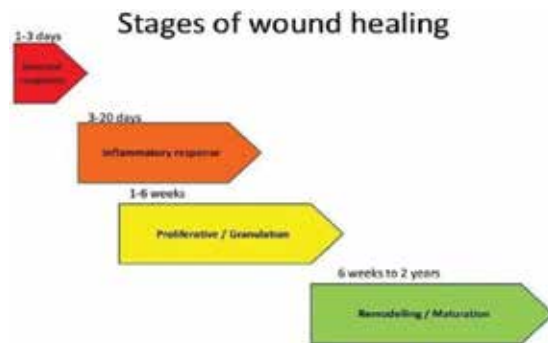 Stages of wound healing
1-3 days
response
3-20 days
Inflammatory response
1-6 weeks
Proliferative / Granulation
6 weeks to 2 years
Remodelling / Maturation